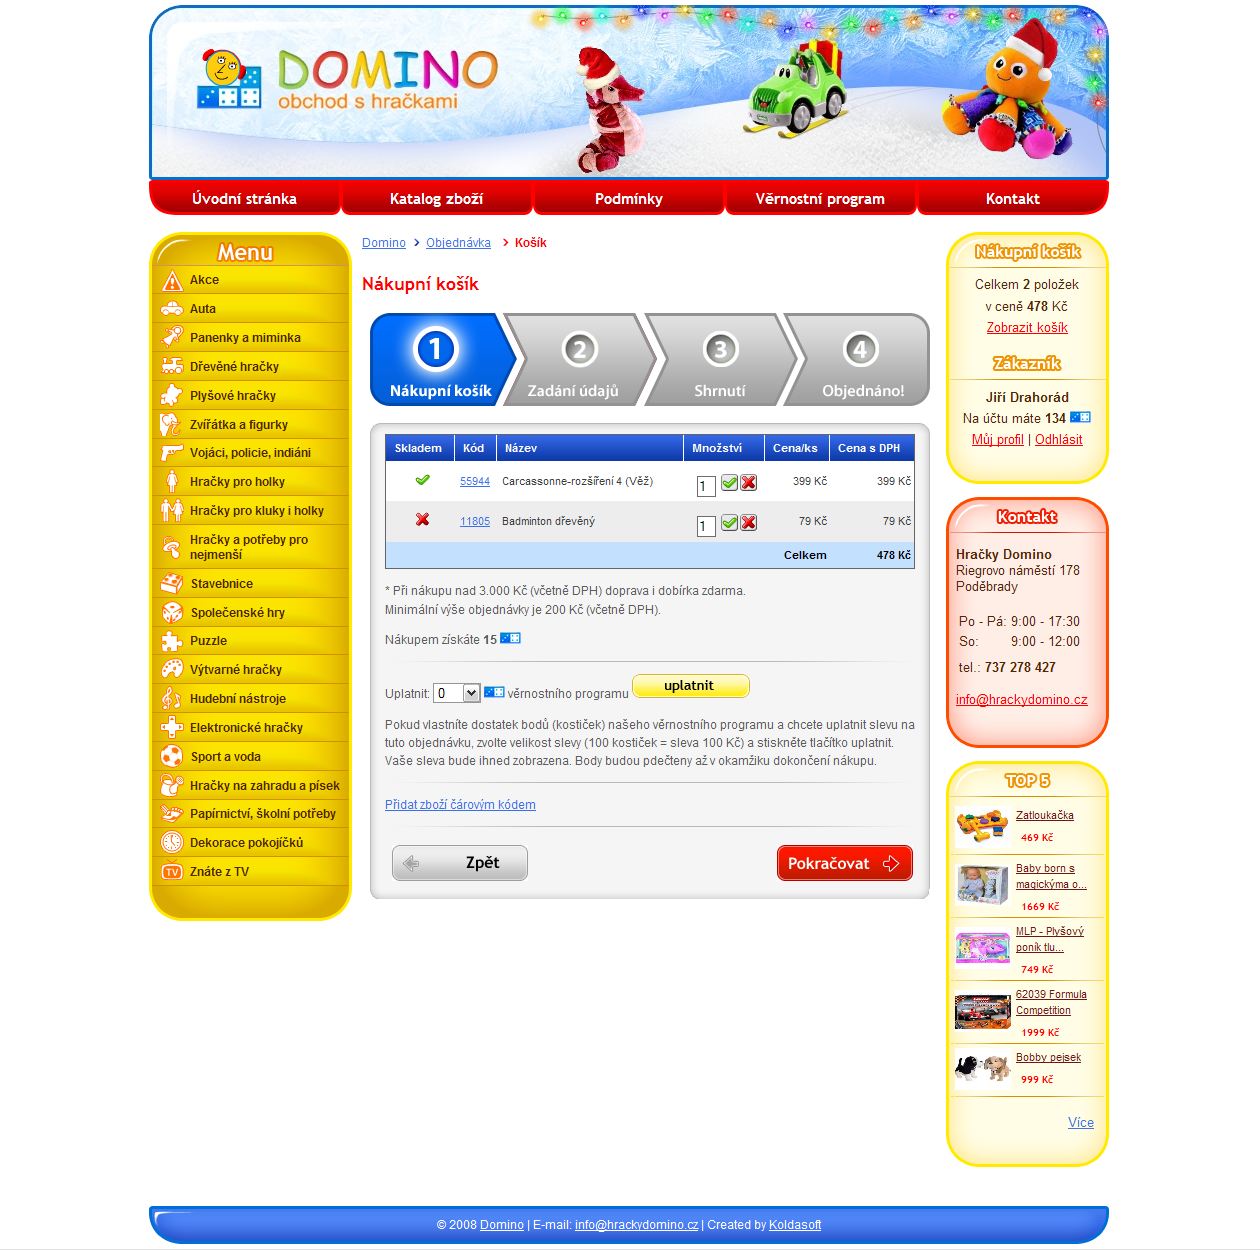 DOMINO
obchod s hračkami
Úvodní stránka
Katalog zboží
Podmínky
Věrnostní program
Kontakt
Menu
Akce
Auta
Panenky a miminka
Dřevěné hračky
Plyšové hračky
Zvířátka a figurky
Vojáci, policie, indiáni
Hračky pro holky
Hračky pro kluky i holky
Hračky a potřeby pro
nejmenší
Stavebnice
Společenské hry
Puzzle
Výtvarné hračky
Hudební nástroje
Elektronické hračky
Sport a voda
Hračky na zahradu a písek
Papírnictví, školní potřeby
Dekorace pokojíčků
TV Znáte z TV
Domino > Objednávka > Košík
Nákupní košík
1 Nákupní košík
2 Zadání údajů
3 Shrnutí
4 Objednáno!
Skladem Kód Název Množství Cena/ks Cena s DPH
55944 Carcassonne-rozšíření 4 (Věž) 1 399 Kč 399 Kč
11805 Badminton dřevěný 1 79 Kč 79 Kč
Celkem 478 Kč
* Při nákupu nad 3.000 Kč (včetně DPH) doprava i dobírka zdarma.
Minimální výše objednávky je 200 Kč (včetně DPH).
Nákupem získáte 15
Uplatnit: 0 věrnostního programu uplatnit
Pokud vlastníte dostatek bodů (kostiček) našeho věrnostního programu a chcete uplatnit slevu na
tuto objednávku, zvolte velikost slevy (100 kostiček = sleva 100 Kč) a stiskněte tlačítko uplatnit.
Vaše sleva bude ihned zobrazena. Body budou pdečteny až v okamžiku dokončení nákupu.
Přidat zboží čárovým kódem
Zpět
Pokračovat
Nákupní košík
Celkem 2 položek
v ceně 478 Kč
Zobrazit košík
Zákazník
Jiří Drahorád
Na účtu máte 134
Můj profil | Odhlásit
Kontakt
Hračky Domino
Riegrovo náměstí 178
Poděbrady
Po - Pá: 9:00 - 17:30
So: 9:00 - 12:00
tel.: 737 278 427
info@hrackydomino.cz
TOP 5
Zatloukačka
469 Kč
Baby born s
magickýma o...
1669 Kč
MLP - Plyšový
poník tlu...
749 Kč
62039 Formula
Competition
1999 Kč
Bobby pejsek
999 Kč
Více
© 2008 Domino | E-mail: info@hrackydomino.cz | Created by Koldasoft